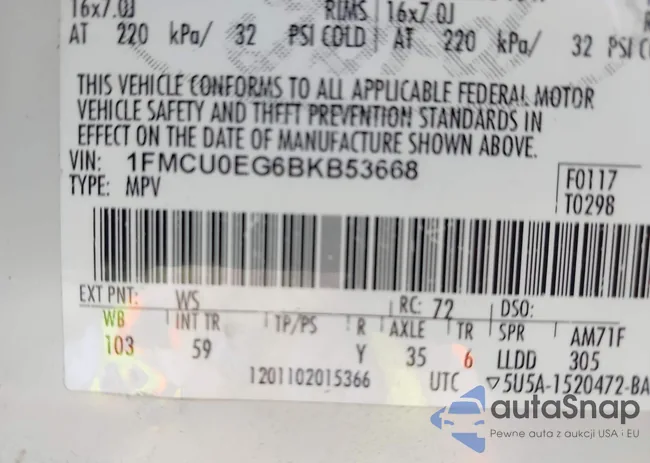 16x7.0J RIMS 16x7.0J
AT 220 kPa/ 32 PSI COLD AT 220 kPa/ 32 PSI
THIS VEHICLE CONFORMS TO ALL APPLICABLE FEDERAL MOTOR
VEHICLE SAFETY AND THEFT PREVENTION STANDARDS IN
EFFECT ON THE DATE OF MANUFACTURE SHOWN ABOVE.
VIN: 1FMCU0EG6BKB53668
TYPE: MPV
F0117
T0298
EXT PNT: WS RC: 72 DSO:
WB INT TR TP/PS R AXLE TR SPR AM71F
103 59 Y 35 6 LLDD 305
1201102015366 UTC ▽5U5A-1520472-BA
autaSnap
Pewne auta z aukcji USA i EU